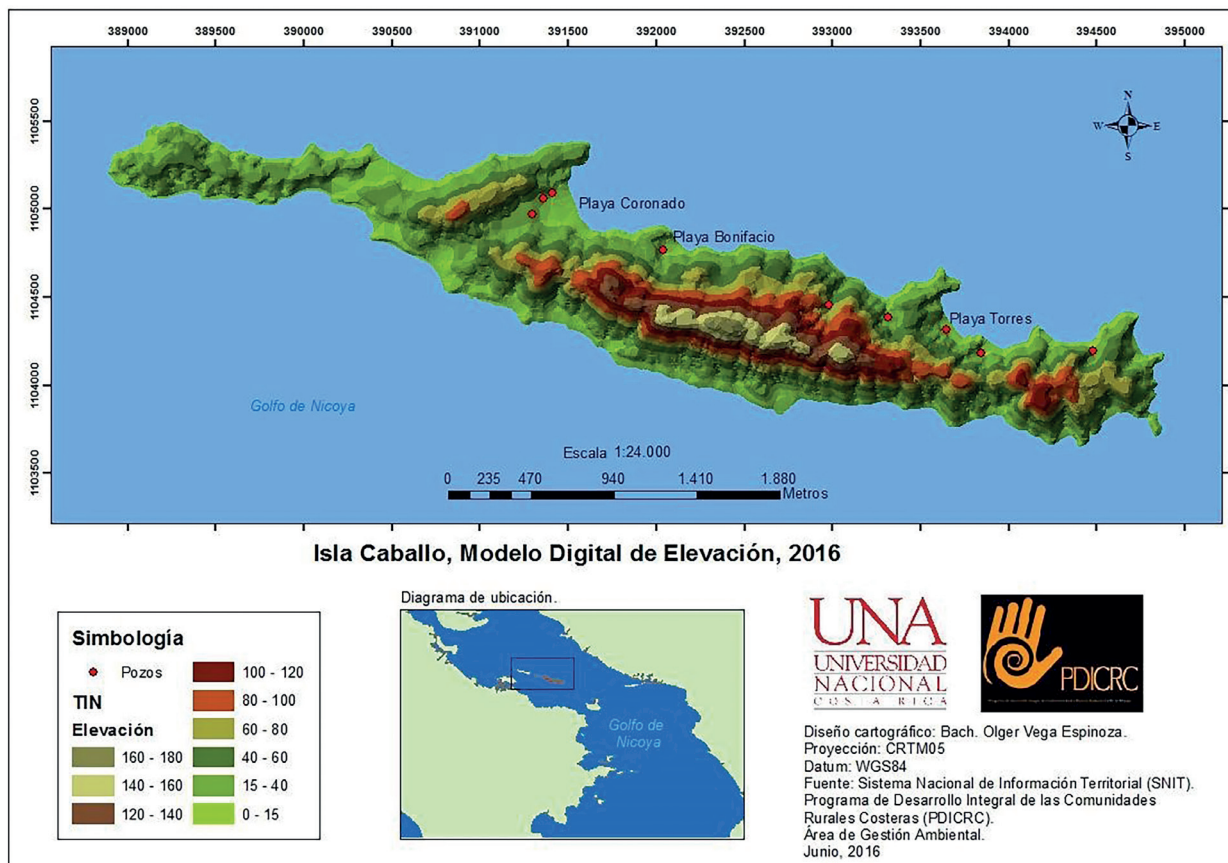 389000 389500 390000 390500 391000 391500 392000 392500 393000 393500 394000 394500 395000
1105500
1105000
1104500
1104000
1103500
N
W E
S
Playa Coronado
Playa Bonifacio
Playa Torres
Golfo de Nicoya
Escala 1:24.000
0 235 470 940 1.410 1.880
Metros
Isla Caballo, Modelo Digital de Elevación, 2016
Simbología
Pozos
TIN
Elevación
160 - 180
140 - 160
120 - 140
100 - 120
80 - 100
60 - 80
40 - 60
15 - 40
0 - 15
Diagrama de ubicación.
Golfo de
Nicoya
UNA
UNIVERSIDAD
NACIONAL
COSTA RICA
PDICRC
Diseño cartográfico: Bach. Olger Vega Espinoza.
Proyección: CRTM05
Datum: WGS84
Fuente: Sistema Nacional de Información Territorial (SNIT).
Programa de Desarrollo Integral de las Comunidades
Rurales Costeras (PDICRC).
Área de Gestión Ambiental.
Junio, 2016